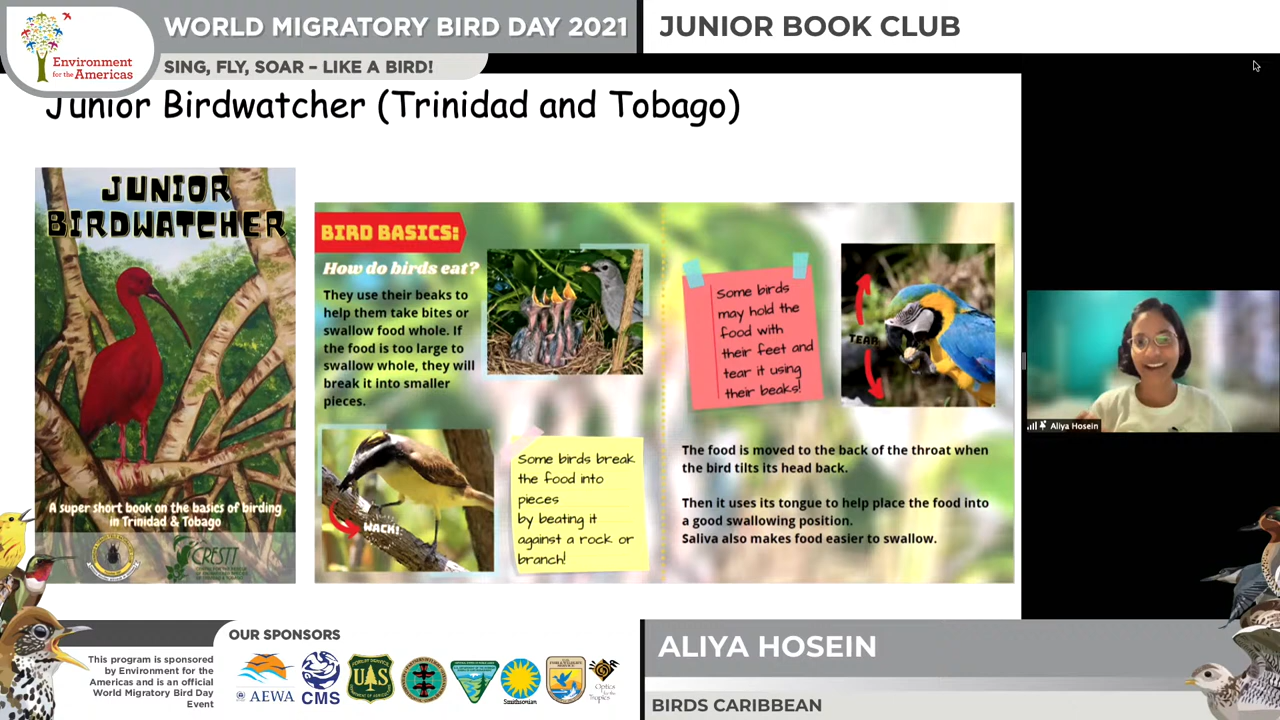 WORLD MIGRATORY BIRD DAY 2021
JUNIOR BOOK CLUB
Environment
for the Americas
SING, FLY, SOAR – LIKE A BIRD!
Junior Birdwatcher (Trinidad and Tobago)
JUNIOR
BIRDWATCHER
A super short book on the basics of birding
in Trinidad & Tobago
CRESTT
BIRD BASICS:
How do birds eat?
They use their beaks to
help them take bites or
swallow food whole. If
the food is too large to
swallow whole, they will
break it into smaller
pieces.
WACK!
Some birds break
the food into
pieces
by beating it
against a rock or
branch!
Some birds
may hold the
food with
their feet and
tear it using
their beaks!
TEAR
The food is moved to the back of the throat when
the bird tilts its head back.
Then it uses its tongue to help place the food into
a good swallowing position.
Saliva also makes food easier to swallow.
Aliya Hosein
This program is sponsored
by Environment for the
Americas and is an official
World Migratory Bird Day
Event
OUR SPONSORS
AEWA
CMS
FOREST SERVICE
UAS
Smithsonian
Optics
for the
Tropics
ALIYA HOSEIN
BIRDS CARIBBEAN